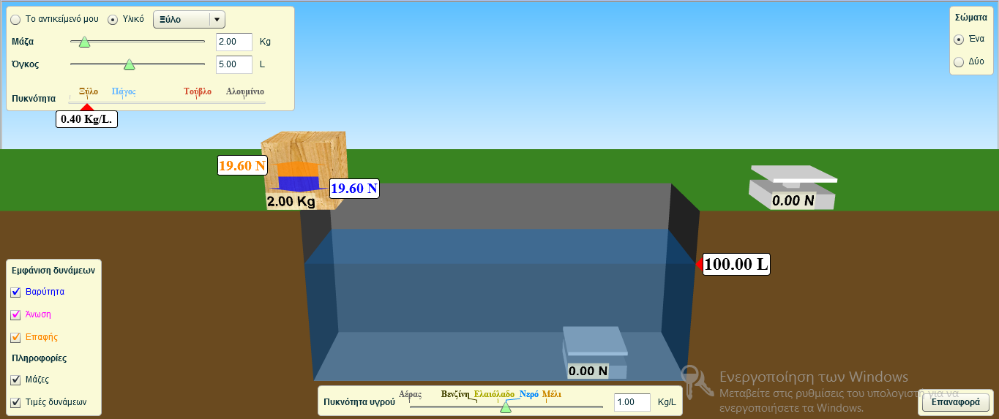 Το αντικείμενό μου Υλικό Ξύλο
Μάζα 2.00 Kg
Όγκος 5.00 L
Ξύλο Πάγος Τούβλο Αλουμίνιο
Πυκνότητα
0.40 Kg/L.
Σώματα
Ένα
Δύο
19.60 N
19.60 N
2.00 Kg
0.00 N
100.00 L
Εμφάνιση δυνάμεων
Βαρύτητα
Άνωση
Επαφής
Πληροφορίες
Μάζες
Τιμές δυνάμεων
0.00 N
Αέρας Βενζίνη Ελαιόλαδο Νερό Μέλι
Πυκνότητα υγρού 1.00 Kg/L
Ενεργοποίηση των Windows
Μεταβείτε στις ρυθμίσεις του υπολογιστή για να
ενεργοποιήσετε τα Windows.
Επαναφορά